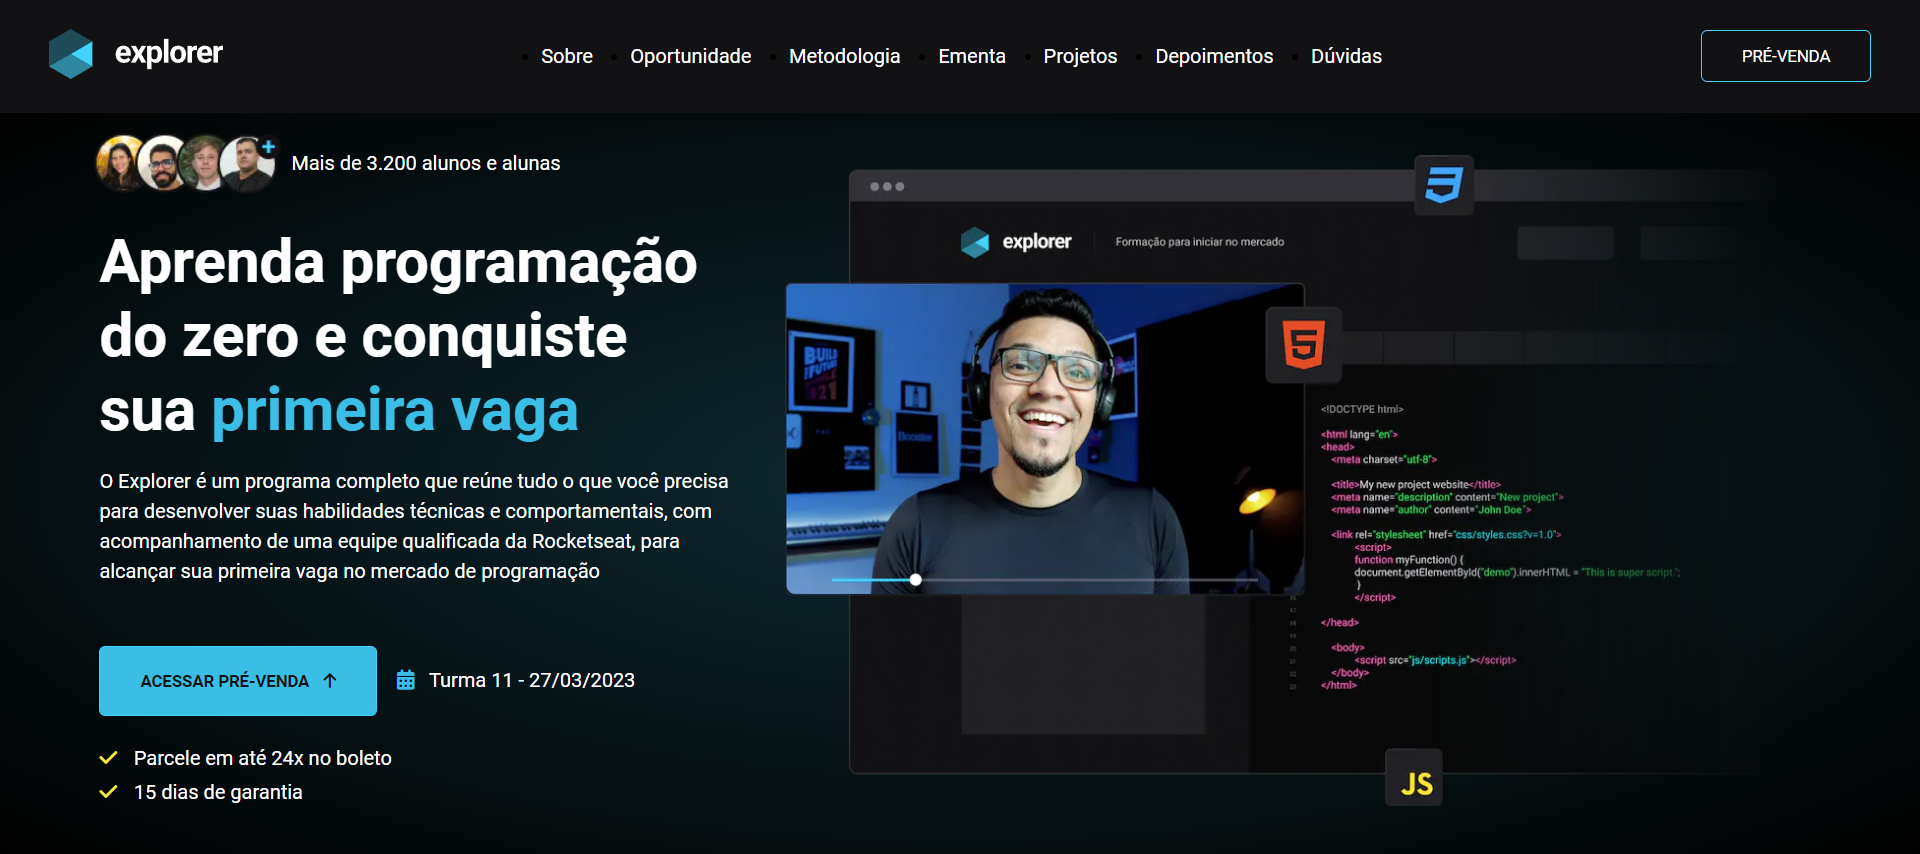 explorer
Sobre
Oportunidade
Metodologia
Ementa
Projetos
Depoimentos
Dúvidas
PRÉ-VENDA
Mais de 3.200 alunos e alunas
Aprenda programação
do zero e conquiste
sua primeira vaga
O Explorer é um programa completo que reúne tudo o que você precisa
para desenvolver suas habilidades técnicas e comportamentais, com
acompanhamento de uma equipe qualificada da Rocketseat, para
alcançar sua primeira vaga no mercado de programação
ACESSAR PRÉ-VENDA
Turma 11 - 27/03/2023
Parcele em até 24x no boleto
15 dias de garantia
explorer
Formação para iniciar no mercado
BUILD
Booster
5
<!DOCTYPE html>
<html lang="en">
<head>
<meta charset="utf-8">
<title>My new project website</title>
<meta name="description" content="New project">
<meta name="author" content="John Doe">
<link rel="stylesheet" href="css/styles.css?v=1.0">
<script>
function myFunction() {
document.getElementById("demo").innerHTML = "This is super script.";
}
</script>
</head>
<body>
<script src="js/scripts.js"></script>
</body>
</html>
JS